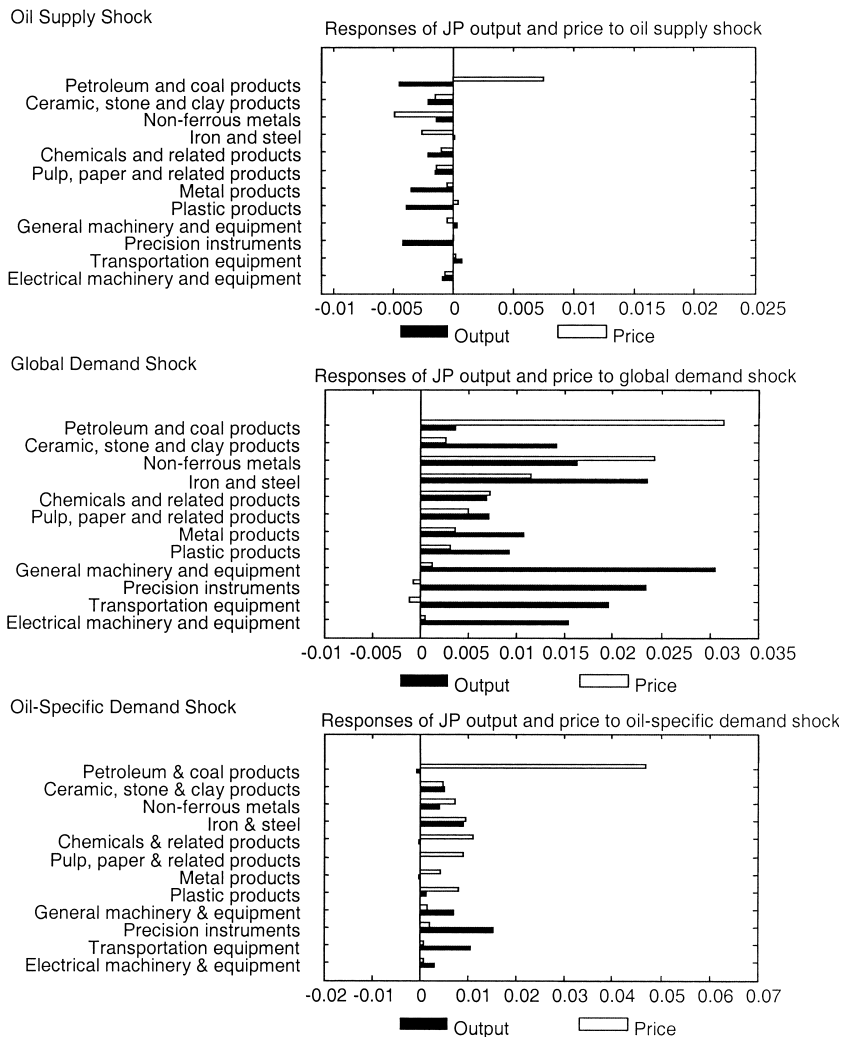 Oil Supply Shock
Responses of JP output and price to oil supply shock
Petroleum and coal products
Ceramic, stone and clay products
Non-ferrous metals
Iron and steel
Chemicals and related products
Pulp, paper and related products
Metal products
Plastic products
General machinery and equipment
Precision instruments
Transportation equipment
Electrical machinery and equipment
-0.01 -0.005 0 0.005 0.01 0.015 0.02 0.025
Output Price
Global Demand Shock
Responses of JP output and price to global demand shock
Petroleum and coal products
Ceramic, stone and clay products
Non-ferrous metals
Iron and steel
Chemicals and related products
Pulp, paper and related products
Metal products
Plastic products
General machinery and equipment
Precision instruments
Transportation equipment
Electrical machinery and equipment
-0.01 -0.005 0 0.005 0.01 0.015 0.02 0.025 0.03 0.035
Output Price
Oil-Specific Demand Shock
Responses of JP output and price to oil-specific demand shock
Petroleum & coal products
Ceramic, stone & clay products
Non-ferrous metals
Iron & steel
Chemicals & related products
Pulp, paper & related products
Metal products
Plastic products
General machinery & equipment
Precision instruments
Transportation equipment
Electrical machinery & equipment
-0.02 -0.01 0 0.01 0.02 0.03 0.04 0.05 0.06 0.07
Output Price